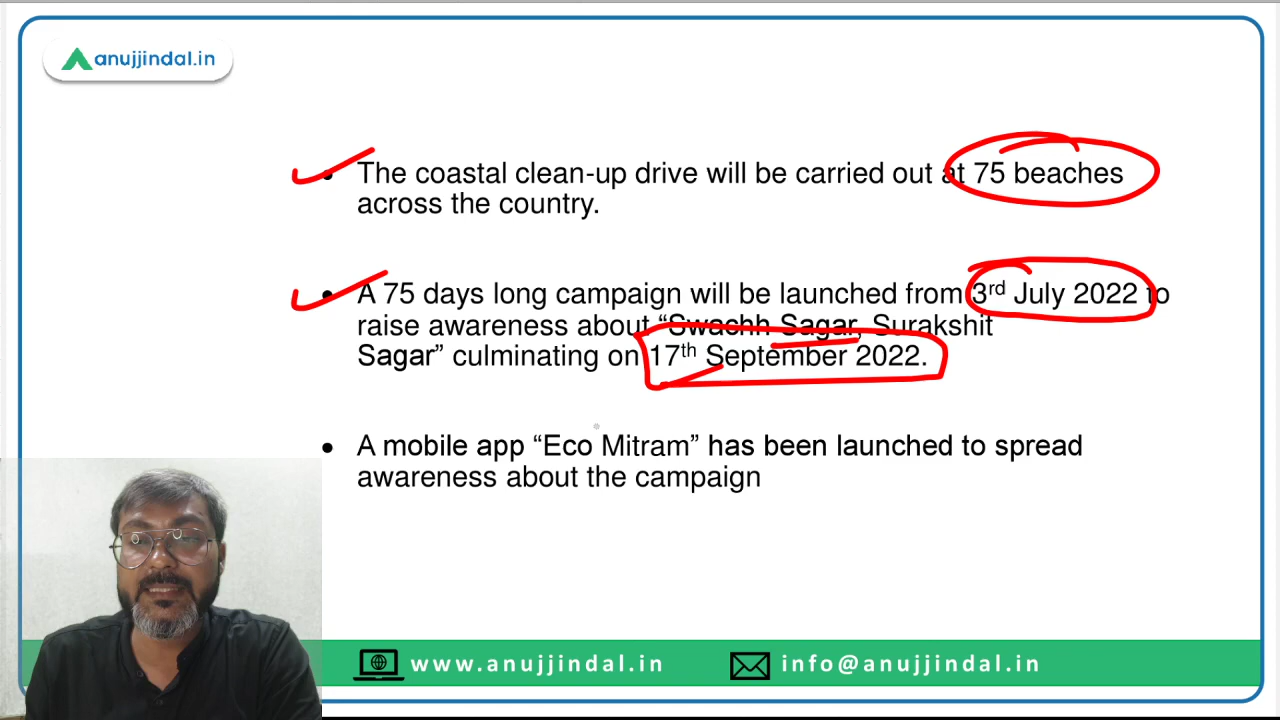 anujjindal.in
• The coastal clean-up drive will be carried out at 75 beaches
across the country.
• A 75 days long campaign will be launched from 3rd July 2022 to
raise awareness about “Swachh Sagar, Surakshit
Sagar” culminating on 17th September 2022.
• A mobile app “Eco Mitram” has been launched to spread
awareness about the campaign
www.anujjindal.in info@anujjindal.in